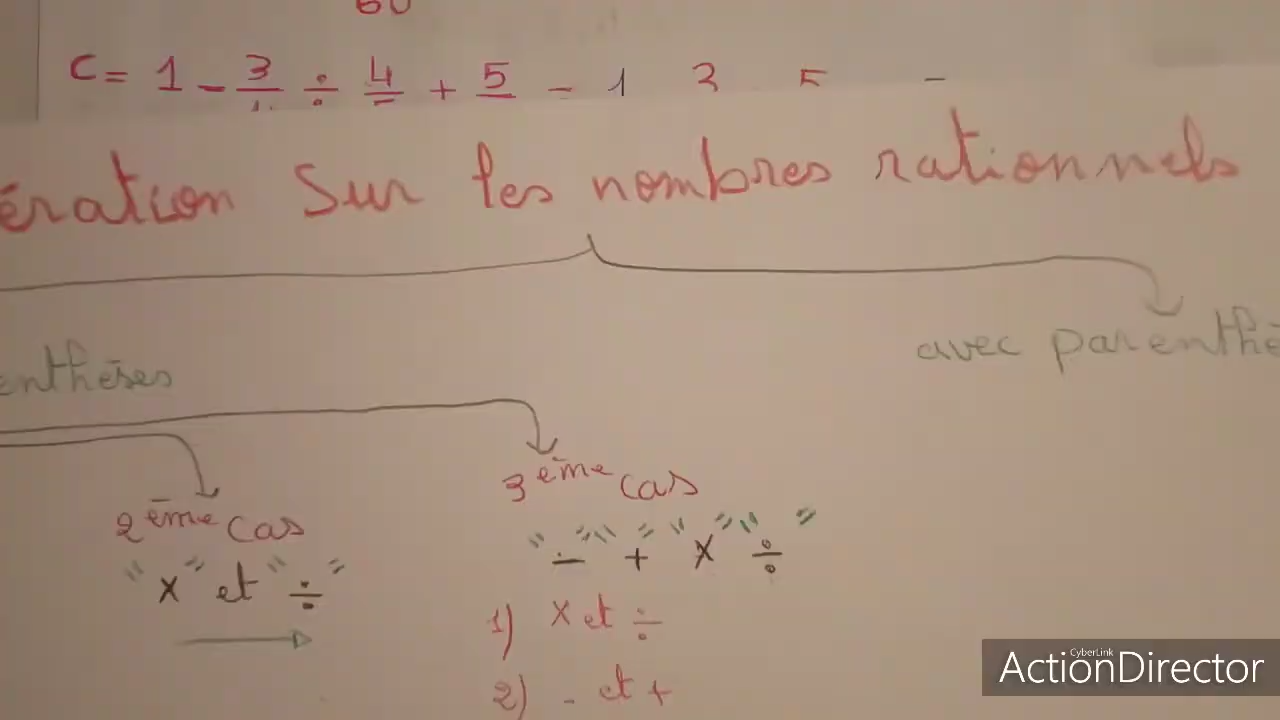 60
C = 1 - 3 ÷ 4 + 5 - 1 3 5 -
ération sur les nombres rationnels
enthèses
avec parenthè
2ème cas
"x" et "÷"
3ème cas
"-" "+" "x" "÷"
1) x et ÷
2) - et +
CyberLink
ActionDirector